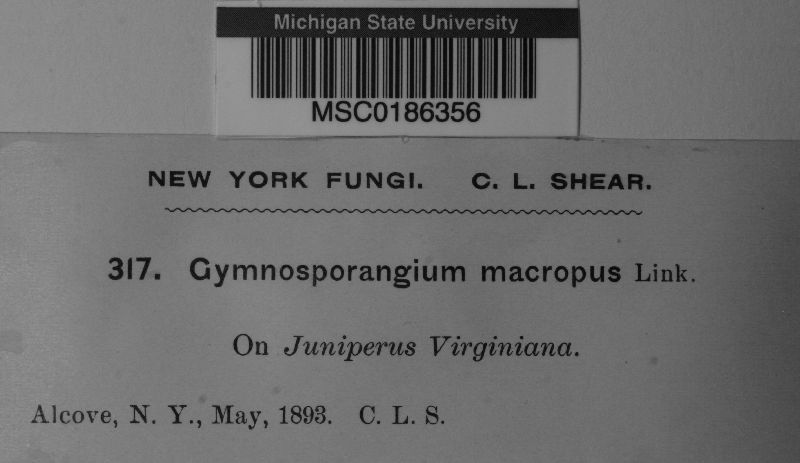 Michigan State University
MSC0186356
NEW YORK FUNGI. C. L. SHEAR.
317. Gymnosporangium macropus Link.
On Juniperus Virginiana.
Alcove, N. Y., May, 1893. C. L. S.